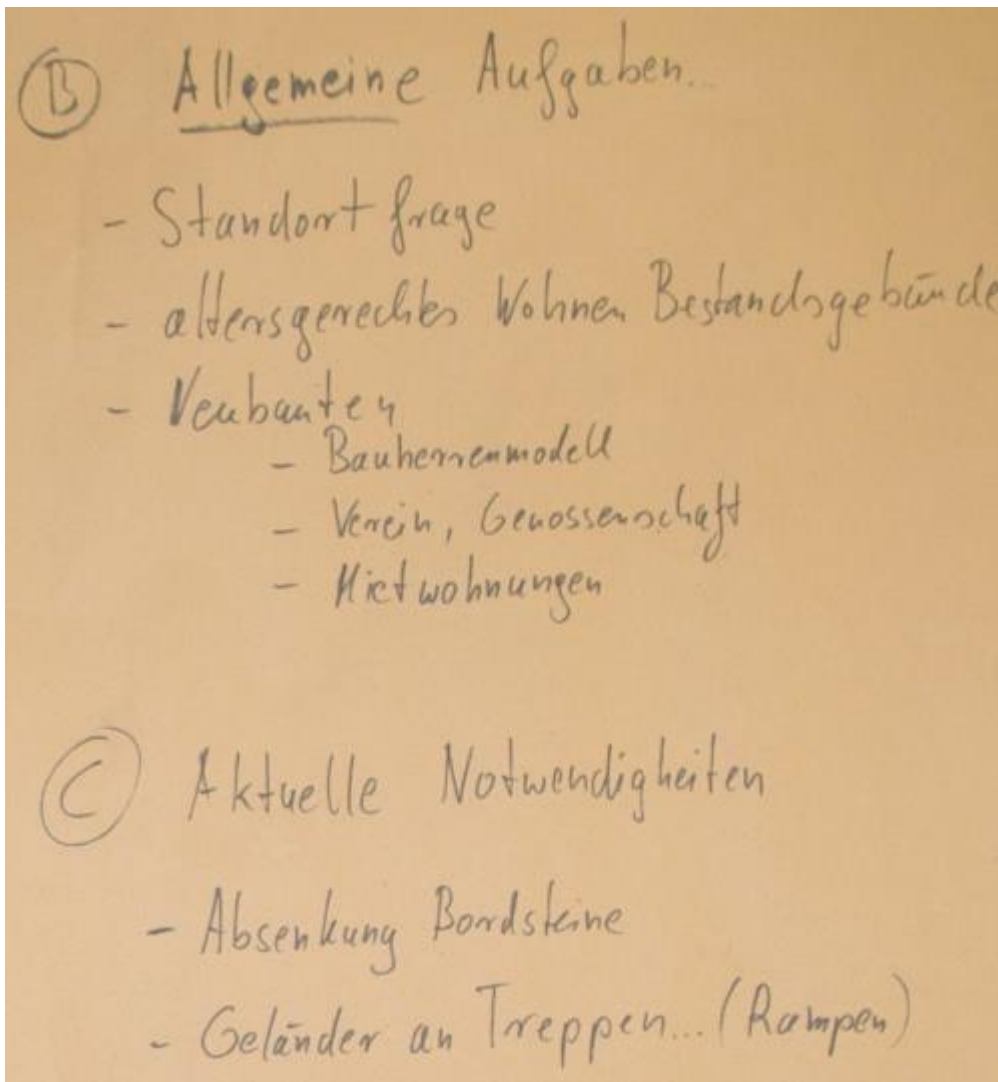 B Allgemeine Aufgaben..
- Standortfrage
- altersgerechtes Wohnen Bestandsgebäude
- Neubauten
- Bauherrenmodell
- Verein, Genossenschaft
- Mietwohnungen
C Aktuelle Notwendigkeiten
- Absenkung Bordsteine
- Geländer an Treppen... (Rampen)